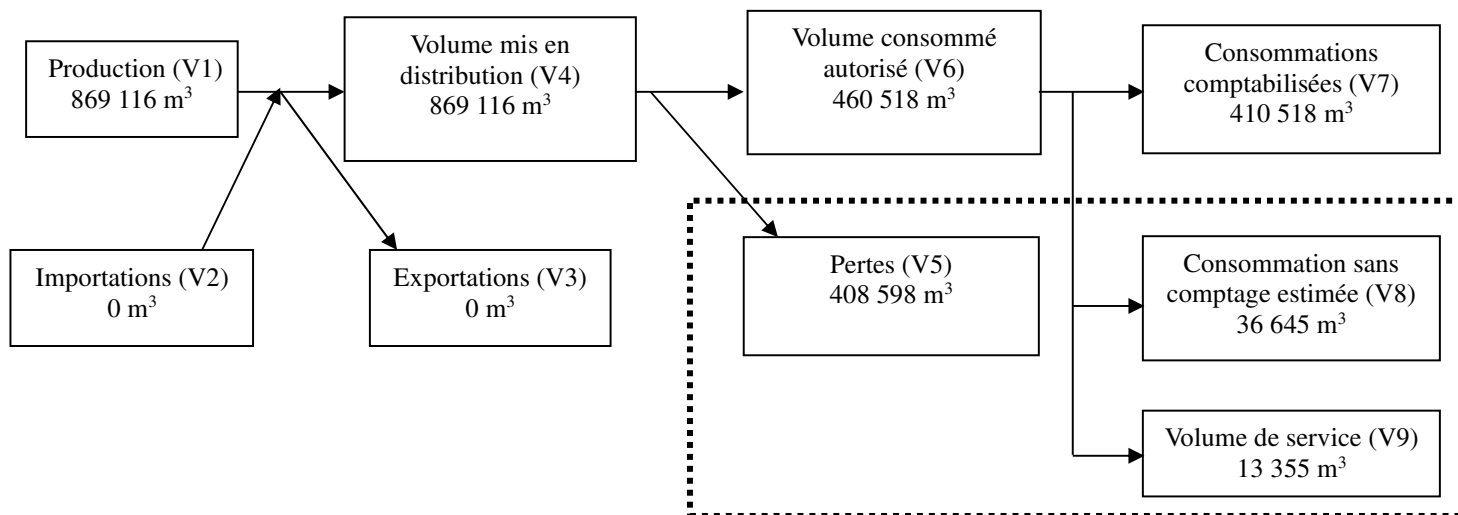 Production (V1)
869 116 m³
Volume mis en
distribution (V4)
869 116 m³
Volume consommé
autorisé (V6)
460 518 m³
Consommations
comptabilisées (V7)
410 518 m³
Importations (V2)
0 m³
Exportations (V3)
0 m³
Pertes (V5)
408 598 m³
Consommation sans
comptage estimée (V8)
36 645 m³
Volume de service (V9)
13 355 m³